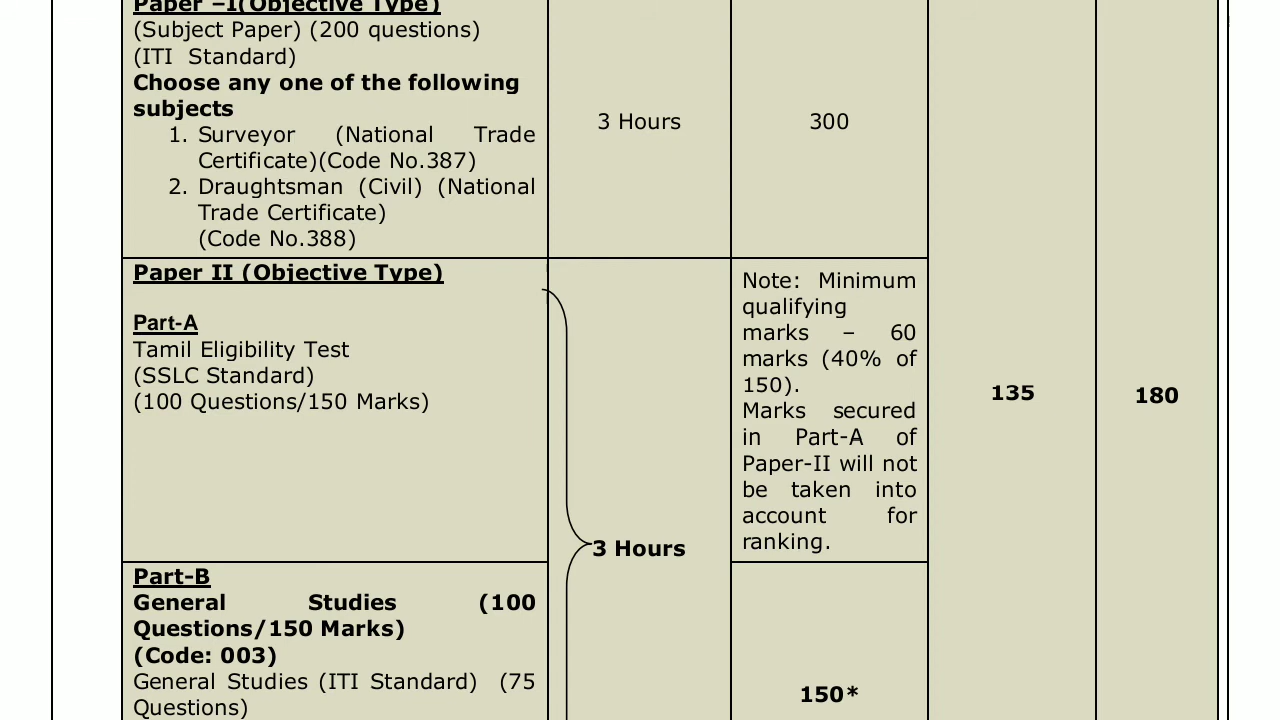 Paper –I(Objective Type)
(Subject Paper) (200 questions)
(ITI Standard)
Choose any one of the following
subjects
1. Surveyor (National Trade
Certificate)(Code No.387)
2. Draughtsman (Civil) (National
Trade Certificate)
(Code No.388)
3 Hours
300
Paper II (Objective Type)
Part-A
Tamil Eligibility Test
(SSLC Standard)
(100 Questions/150 Marks)
Note: Minimum
qualifying
marks – 60
marks (40% of
150).
Marks secured
in Part-A of
Paper-II will not
be taken into
account for
ranking.
135
180
3 Hours
Part-B
General Studies (100
Questions/150 Marks)
(Code: 003)
General Studies (ITI Standard) (75
Questions)
150*